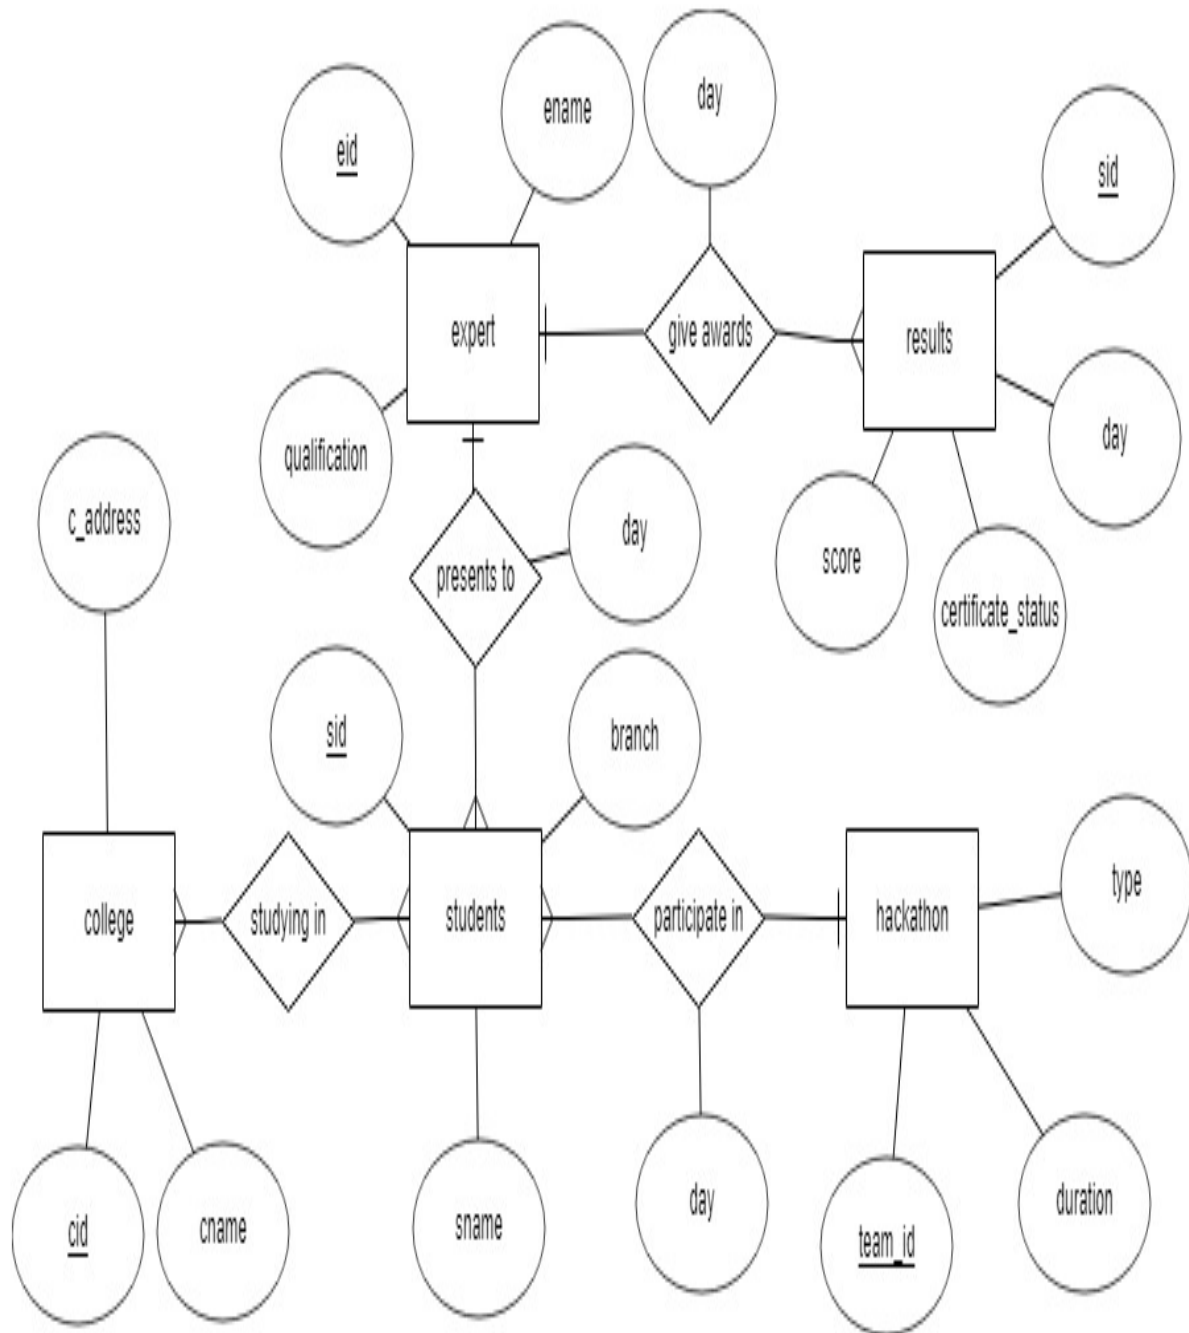 day
ename
eid
sid
expert
give awards
results
day
qualification
c_address
day
score
presents to
certificate_status
sid
branch
type
college
studying in
students
participate in
hackathon
day
duration
sname
cname
cid
team_id